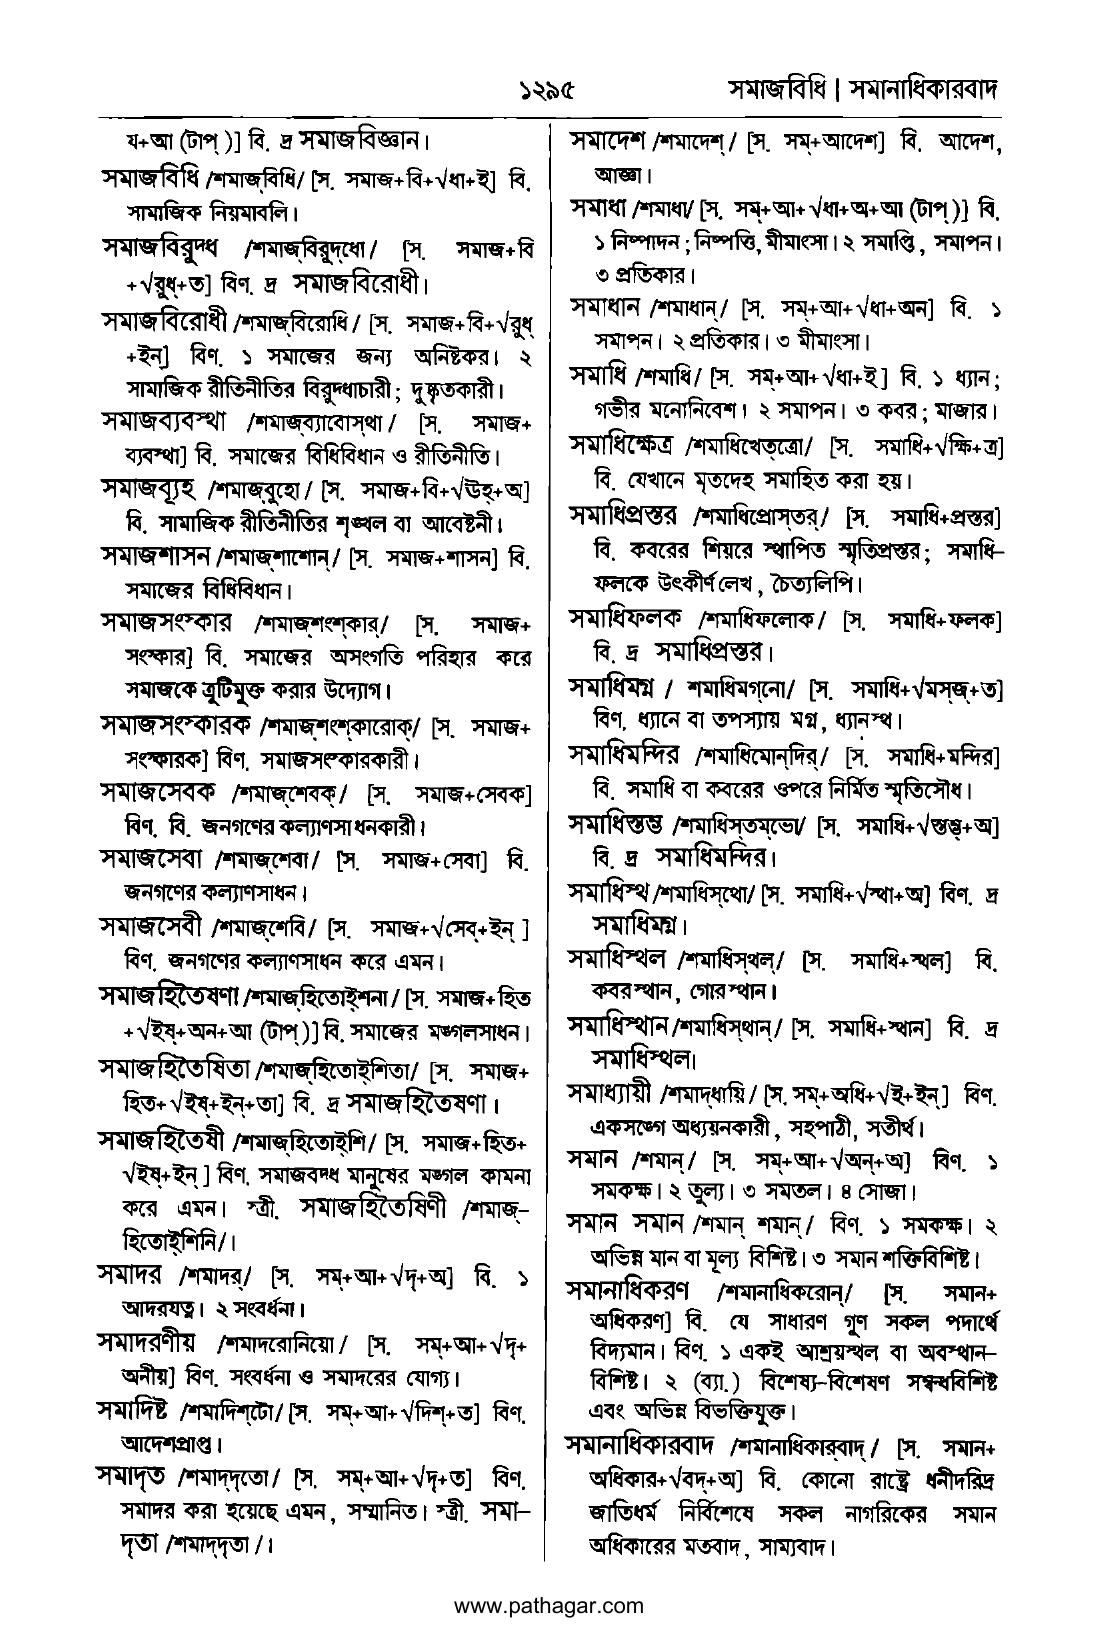 ১২৯৫
সমাজবিধি | সমানাধিকারবাদ
য+আ (টাপ্ )] বি. দ্র সমাজবিজ্ঞান।
সমাজবিধি /শমাজ্‌বিধি/ [স. সমাজ+বি+√ধা+ই] বি.
সামাজিক নিয়মাবলি।
সমাজবিরুদ্ধ /শমাজ্‌বিরুদ্‌ধো/ [স. সমাজ+বি
+√রুধ্+ত] বিণ. দ্র সমাজবিরোধী।
সমাজবিরোধী /শমাজ্‌বিরোধি/ [স. সমাজ+বি+√রুধ্
+ইন্] বিণ. ১ সমাজের জন্য অনিষ্টকর। ২
সামাজিক রীতিনীতির বিরুদ্ধাচারী; দুষ্কৃতকারী।
সমাজব্যবস্থা /শমাজ্‌ব্যাবোস্‌থা/ [স. সমাজ+
ব্যবস্থা] বি. সমাজের বিধিবিধান ও রীতিনীতি।
সমাজব্যূহ /শমাজ্‌বুহো/ [স. সমাজ+বি+√ঊহ্+অ]
বি. সামাজিক রীতিনীতির শৃঙ্খল বা আবেষ্টনী।
সমাজশাসন /শমাজ্‌শাশোন্/ [স. সমাজ+শাসন] বি.
সমাজের বিধিবিধান।
সমাজসংস্কার /শমাজ্‌শংশ্‌কার্/ [স. সমাজ+
সংস্কার] বি. সমাজের অসংগতি পরিহার করে
সমাজকে ত্রুটিমুক্ত করার উদ্যোগ।
সমাজসংস্কারক /শমাজ্‌শংশ্‌কারোক্/ [স. সমাজ+
সংস্কারক] বিণ. সমাজসংস্কারকারী।
সমাজসেবক /শমাজ্‌শেবক্/ [স. সমাজ+সেবক]
বিণ. বি. জনগণের কল্যাণসাধনকারী।
সমাজসেবা /শমাজ্‌শেবা/ [স. সমাজ+সেবা] বি.
জনগণের কল্যাণসাধন।
সমাজসেবী /শমাজ্‌শেবি/ [স. সমাজ+√সেব্+ইন্ ]
বিণ. জনগণের কল্যাণসাধন করে এমন।
সমাজহিতৈষণা /শমাজ্‌হিতোই্‌শনা/ [স. সমাজ+হিত
+√ইষ্+অন+আ (টাপ্ )] বি. সমাজের মঙ্গলসাধন।
সমাজহিতৈষিতা /শমাজ্‌হিতোই্‌শিতা/ [স. সমাজ+
হিত+√ইষ্+ইন্+তা] বি. দ্র সমাজহিতৈষণা।
সমাজহিতৈষী /শমাজ্‌হিতোই্‌শি/ [স. সমাজ+হিত+
√ইষ্+ইন্ ] বিণ. সমাজবদ্ধ মানুষের মঙ্গল কামনা
করে এমন। স্ত্রী. সমাজহিতৈষিণী /শমাজ্‌-
হিতোই্‌শিনি/।
সমাদর /শমাদর্/ [স. সম্+আ+√দৃ+অ] বি. ১
আদরযত্ন। ২ সংবর্ধনা।
সমাদরণীয় /শমাদরোনিয়ো/ [স. সম্+আ+√দৃ+
অনীয়] বিণ. সংবর্ধনা ও সমাদরের যোগ্য।
সমাদিষ্ট /শমাদিশ্‌টো/ [স. সম্+আ+√দিশ্+ত] বিণ.
আদেশপ্রাপ্ত।
সমাদৃত /শমাদ্‌দৃতো/ [স. সম্+আ+√দৃ+ত] বিণ.
সমাদর করা হয়েছে এমন, সম্মানিত। স্ত্রী. সমা-
দৃতা /শমাদ্‌দৃতা/।
সমাদেশ /শমাদেশ্/ [স. সম্+আদেশ] বি. আদেশ,
আজ্ঞা।
সমাধা /শমাধা/ [স. সম্+আ+√ধা+অ+আ (টাপ্)] বি.
১ নিষ্পাদন; নিষ্পত্তি, মীমাংসা। ২ সমাপ্তি, সমাপন।
৩ প্রতিকার।
সমাধান /শমাধান্/ [স. সম্+আ+√ধা+অন] বি. ১
সমাপন। ২ প্রতিকার। ৩ মীমাংসা।
সমাধি /শমাধি/ [স. সম্+আ+√ধা+ই] বি. ১ ধ্যান;
গভীর মনোনিবেশ। ২ সমাপন। ৩ কবর; মাজার।
সমাধিক্ষেত্র /শমাধিখেত্‌ত্রো/ [স. সমাধি+√ক্ষি+ত্র]
বি. যেখানে মৃতদেহ সমাহিত করা হয়।
সমাধিপ্রস্তর /শমাধিপ্রোস্‌তর্/ [স. সমাধি+প্রস্তর]
বি. কবরের শিয়রে স্থাপিত স্মৃতিপ্রস্তর; সমাধি-
ফলকে উৎকীর্ণ লেখ, চৈত্যলিপি।
সমাধিফলক /শমাধিফলোক/ [স. সমাধি+ফলক]
বি. দ্র সমাধিপ্রস্তর।
সমাধিমগ্ন / শমাধিমগ্‌নো/ [স. সমাধি+√মস্‌জ্+ত]
বিণ. ধ্যানে বা তপস্যায় মগ্ন, ধ্যানস্থ।
সমাধিমন্দির /শমাধিমোন্‌দির্/ [স. সমাধি+মন্দির]
বি. সমাধি বা কবরের ওপরে নির্মিত স্মৃতিসৌধ।
সমাধিস্তম্ভ /শমাধিস্‌তম্‌ভো/ [স. সমাধি+√স্তম্ভ্+অ]
বি. দ্র সমাধিমন্দির।
সমাধিস্থ /শমাধিস্‌থো/ [স. সমাধি+√স্থা+অ] বিণ. দ্র
সমাধিমগ্ন।
সমাধিস্থল /শমাধিস্‌থল্/ [স. সমাধি+স্থল] বি.
কবরস্থান, গোরস্থান।
সমাধিস্থান /শমাধিস্‌থান্/ [স. সমাধি+স্থান] বি. দ্র
সমাধিস্থল।
সমাধ্যায়ী /শমাদ্‌ধায়ি/ [স. সম্+অধি+√ই+ইন্] বিণ.
একসঙ্গে অধ্যয়নকারী, সহপাঠী, সতীর্থ।
সমান /শমান্/ [স. সম্+আ+√অন্+অ] বিণ. ১
সমকক্ষ। ২ তুল্য। ৩ সমতল। ৪ সোজা।
সমান সমান /শমান্ শমান্/ বিণ. ১ সমকক্ষ। ২
অভিন্ন মান বা মূল্য বিশিষ্ট। ৩ সমান শক্তিবিশিষ্ট।
সমানাধিকরণ /শমানাধিকরোন্/ [স. সমান+
অধিকরণ] বি. যে সাধারণ গুণ সকল পদার্থে
বিদ্যমান। বিণ. ১ একই আশ্রয়স্থল বা অবস্থান-
বিশিষ্ট। ২ (ব্যা.) বিশেষ্য-বিশেষণ সম্বন্ধবিশিষ্ট
এবং অভিন্ন বিভক্তিযুক্ত।
সমানাধিকারবাদ /শমানাধিকার্‌বাদ্/ [স. সমান+
অধিকার+√বদ্+অ] বি. কোনো রাষ্ট্রে ধনীদরিদ্র
জাতিধর্ম নির্বিশেষে সকল নাগরিকের সমান
অধিকারের মতবাদ, সাম্যবাদ।
www.pathagar.com